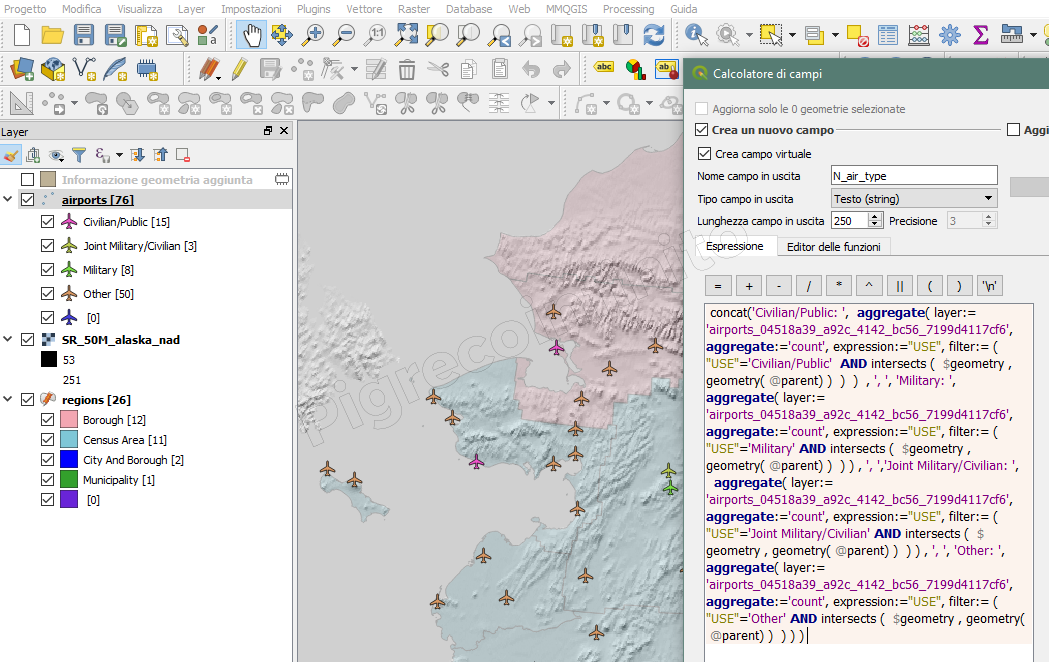 Progetto Modifica Visualizza Layer Impostazioni Plugins Vettore Raster Database Web MMQGIS Processing Guida
1:1
abc
ab
Layer
Informazione geometria aggiunta
airports [76]
Civilian/Public [15]
Joint Military/Civilian [3]
Military [8]
Other [50]
[0]
SR_50M_alaska_nad
53
251
regions [26]
Borough [12]
Census Area [11]
City And Borough [2]
Municipality [1]
[0]
Calcolatore di campi
Aggiorna solo le 0 geometrie selezionate
Crea un nuovo campo
Aggi
Crea campo virtuale
Nome campo in uscita N_air_type
Tipo campo in uscita Testo (string)
Lunghezza campo in uscita 250 Precisione 3
Espressione Editor delle funzioni
= + - / * ^ || ( ) '\n'
concat('Civilian/Public: ', aggregate( layer:=
'airports_04518a39_a92c_4142_bc56_7199d4117cf6',
aggregate:='count', expression:="USE", filter:= (
"USE"='Civilian/Public' AND intersects ( $geometry ,
geometry( @parent) ) ) ) , ', ', 'Military: ',
aggregate( layer:=
'airports_04518a39_a92c_4142_bc56_7199d4117cf6',
aggregate:='count', expression:="USE", filter:= (
"USE"='Military' AND intersects ( $geometry ,
geometry( @parent) ) ) ) , ', ','Joint Military/Civilian: ',
aggregate( layer:=
'airports_04518a39_a92c_4142_bc56_7199d4117cf6',
aggregate:='count', expression:="USE", filter:= (
"USE"='Joint Military/Civilian' AND intersects ( $
geometry , geometry( @parent) ) ) ) , ', ', 'Other: ',
aggregate( layer:=
'airports_04518a39_a92c_4142_bc56_7199d4117cf6',
aggregate:='count', expression:="USE", filter:= (
"USE"='Other' AND intersects ( $geometry , geometry(
@parent) ) ) ) )